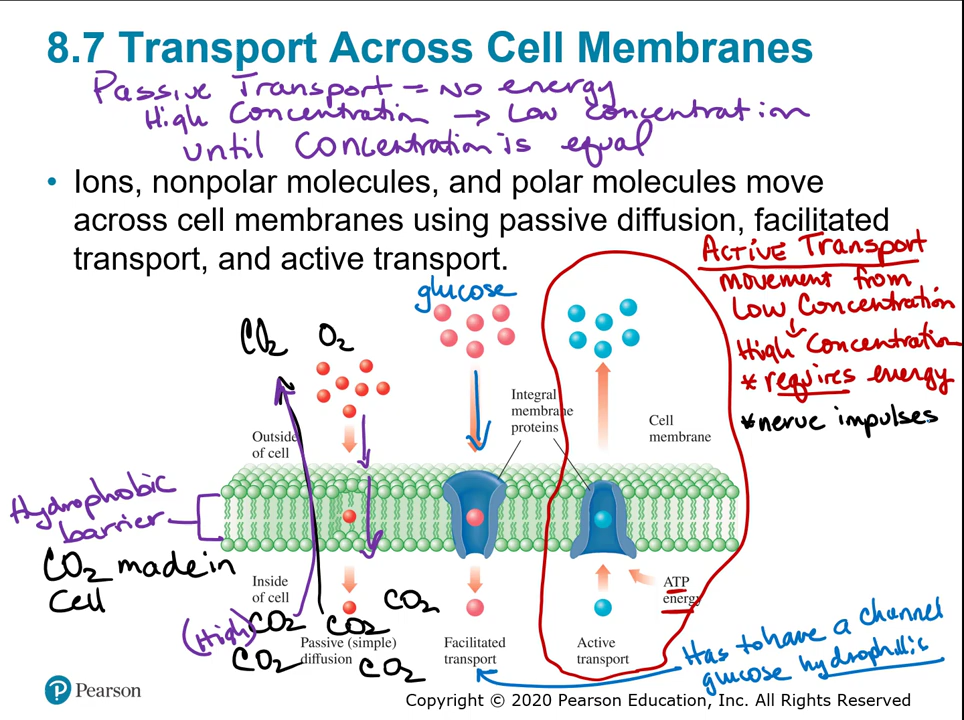 8.7 Transport Across Cell Membranes
Passive Transport = No energy
High Concentration → Low concentration
until concentration is equal
• Ions, nonpolar molecules, and polar molecules move
across cell membranes using passive diffusion, facilitated
transport, and active transport.
Active Transport
movement from
Low Concentration
↓
High Concentration
* requires energy
* nerve impulses
glucose
CO2 O2
Integral
membrane
proteins
Cell
membrane
Outside
of cell
Hydrophobic
barrier
CO2 made in
cell
Inside
of cell
ATP
energy
CO2
(High) CO2 CO2
CO2 CO2
Passive (simple)
diffusion
Facilitated
transport
Active
transport
Has to have a channel
glucose hydrophillis
Pearson
Copyright © 2020 Pearson Education, Inc. All Rights Reserved